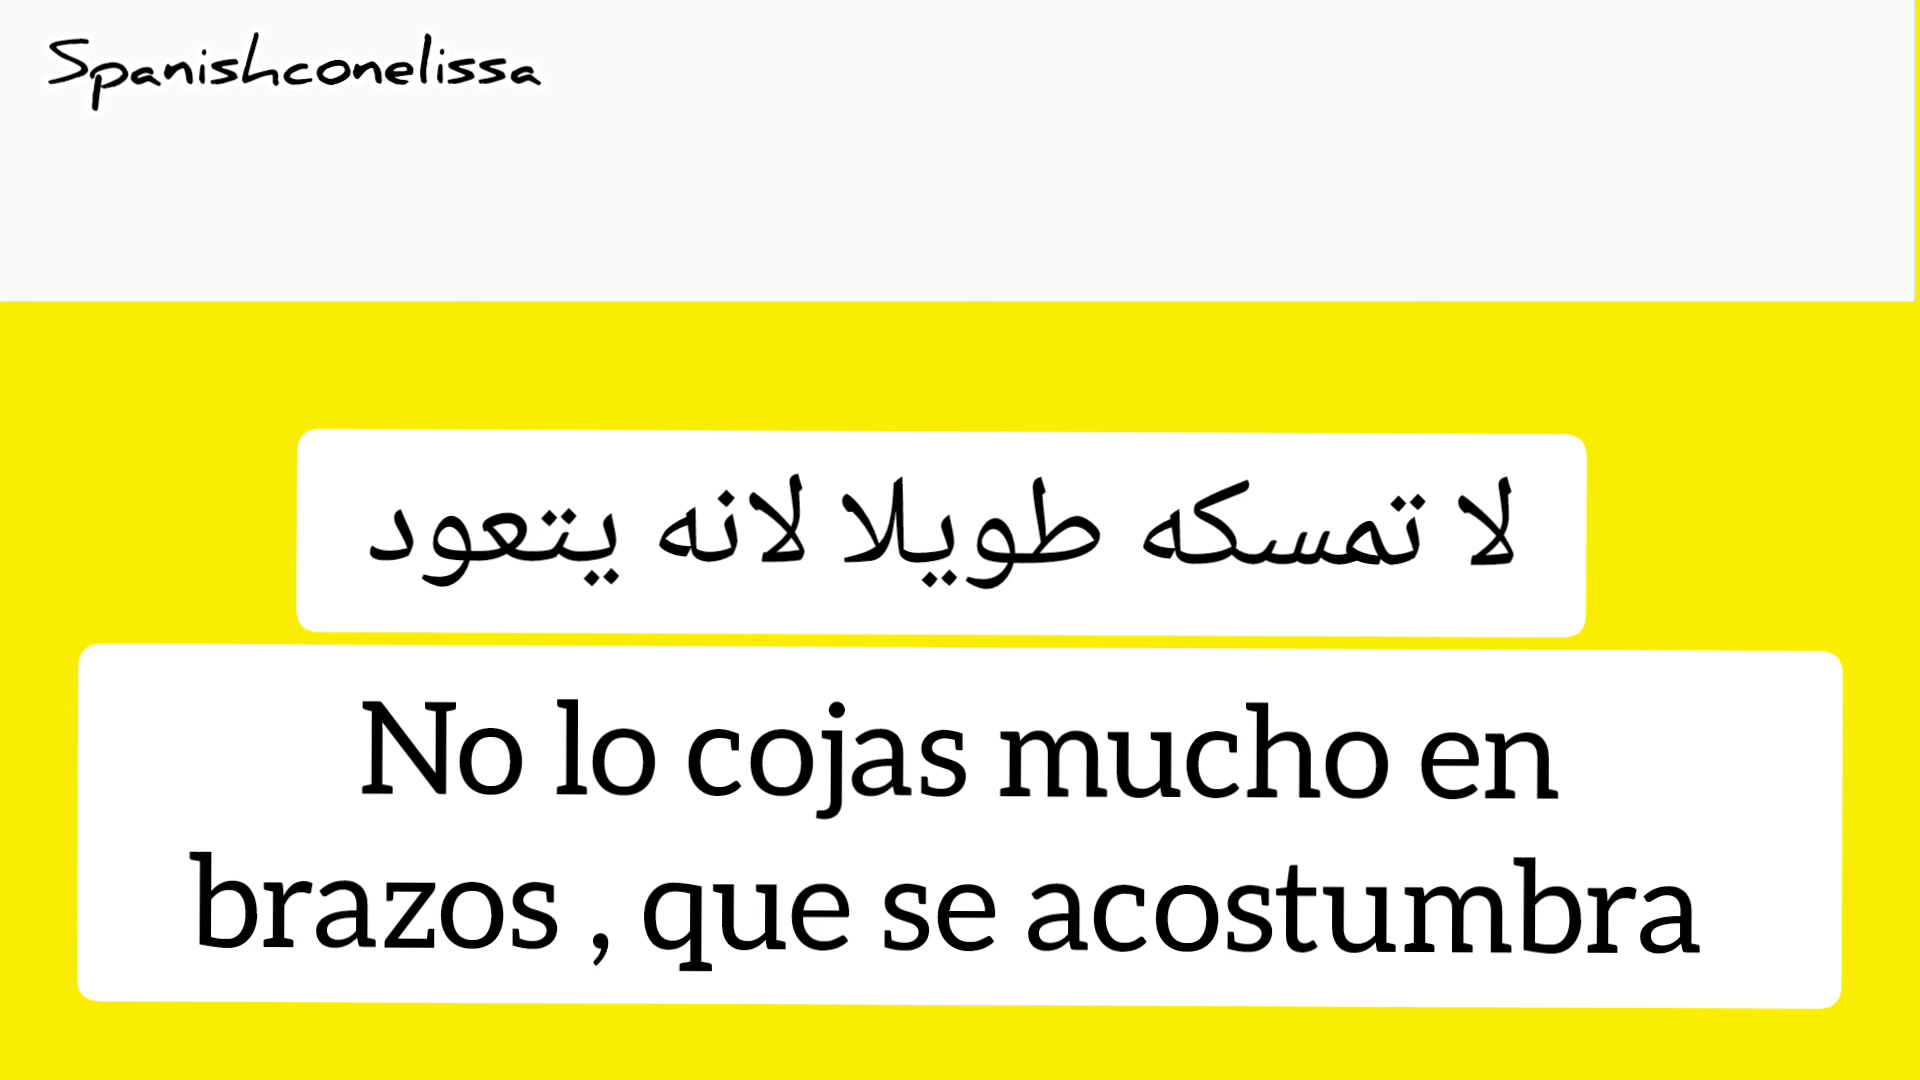 Spanishconelissa
لا تمسكه طويلا لانه يتعود
No lo cojas mucho en
brazos , que se acostumbra